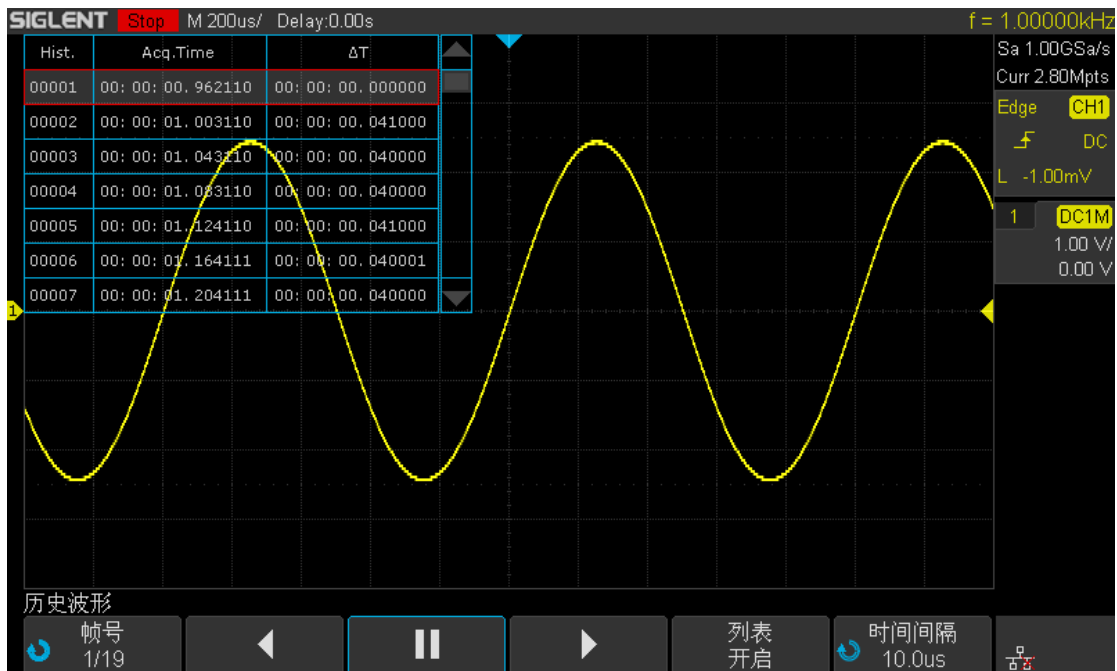 SIGLENT Stop M 200us/ Delay:0.00s f = 1.00000kHz
Sa 1.00GSa/s
Curr 2.80Mpts
Edge CH1
DC
L -1.00mV
1 DC1M
1.00 V/
0.00 V
Hist. Acq.Time ΔT
00001 00:00:00.962110 00:00:00.000000
00002 00:00:01.003110 00:00:00.041000
00003 00:00:01.043110 00:00:00.040000
00004 00:00:01.083110 00:00:00.040000
00005 00:00:01.124110 00:00:00.041000
00006 00:00:01.164111 00:00:00.040001
00007 00:00:01.204111 00:00:00.040000
1
历史波形
帧号
1/19
列表
开启
时间间隔
10.0us